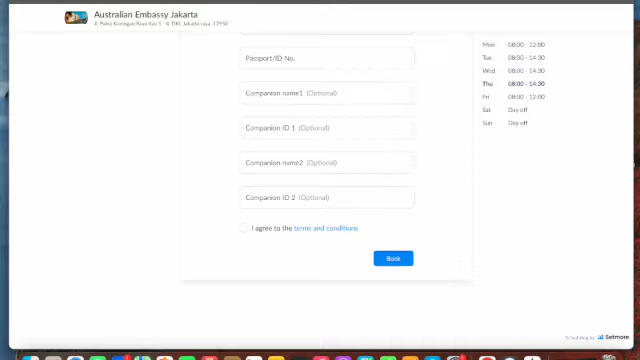 Australian Embassy Jakarta
Jl. Patra Kuningan Raya Kav 1 - 4, DKI, Jakarta raya ,12950
Passport/ID No.
Companion name1 (Optional)
Companion ID 1 (Optional)
Companion name2 (Optional)
Companion ID 2 (Optional)
I agree to the terms and conditions
Book
Mon 08:00 - 12:00
Tue 08:00 - 14:30
Wed 08:00 - 14:30
Thu 08:00 - 14:30
Fri 08:00 - 12:00
Sat Day off
Sun Day off
Scheduling by Setmore